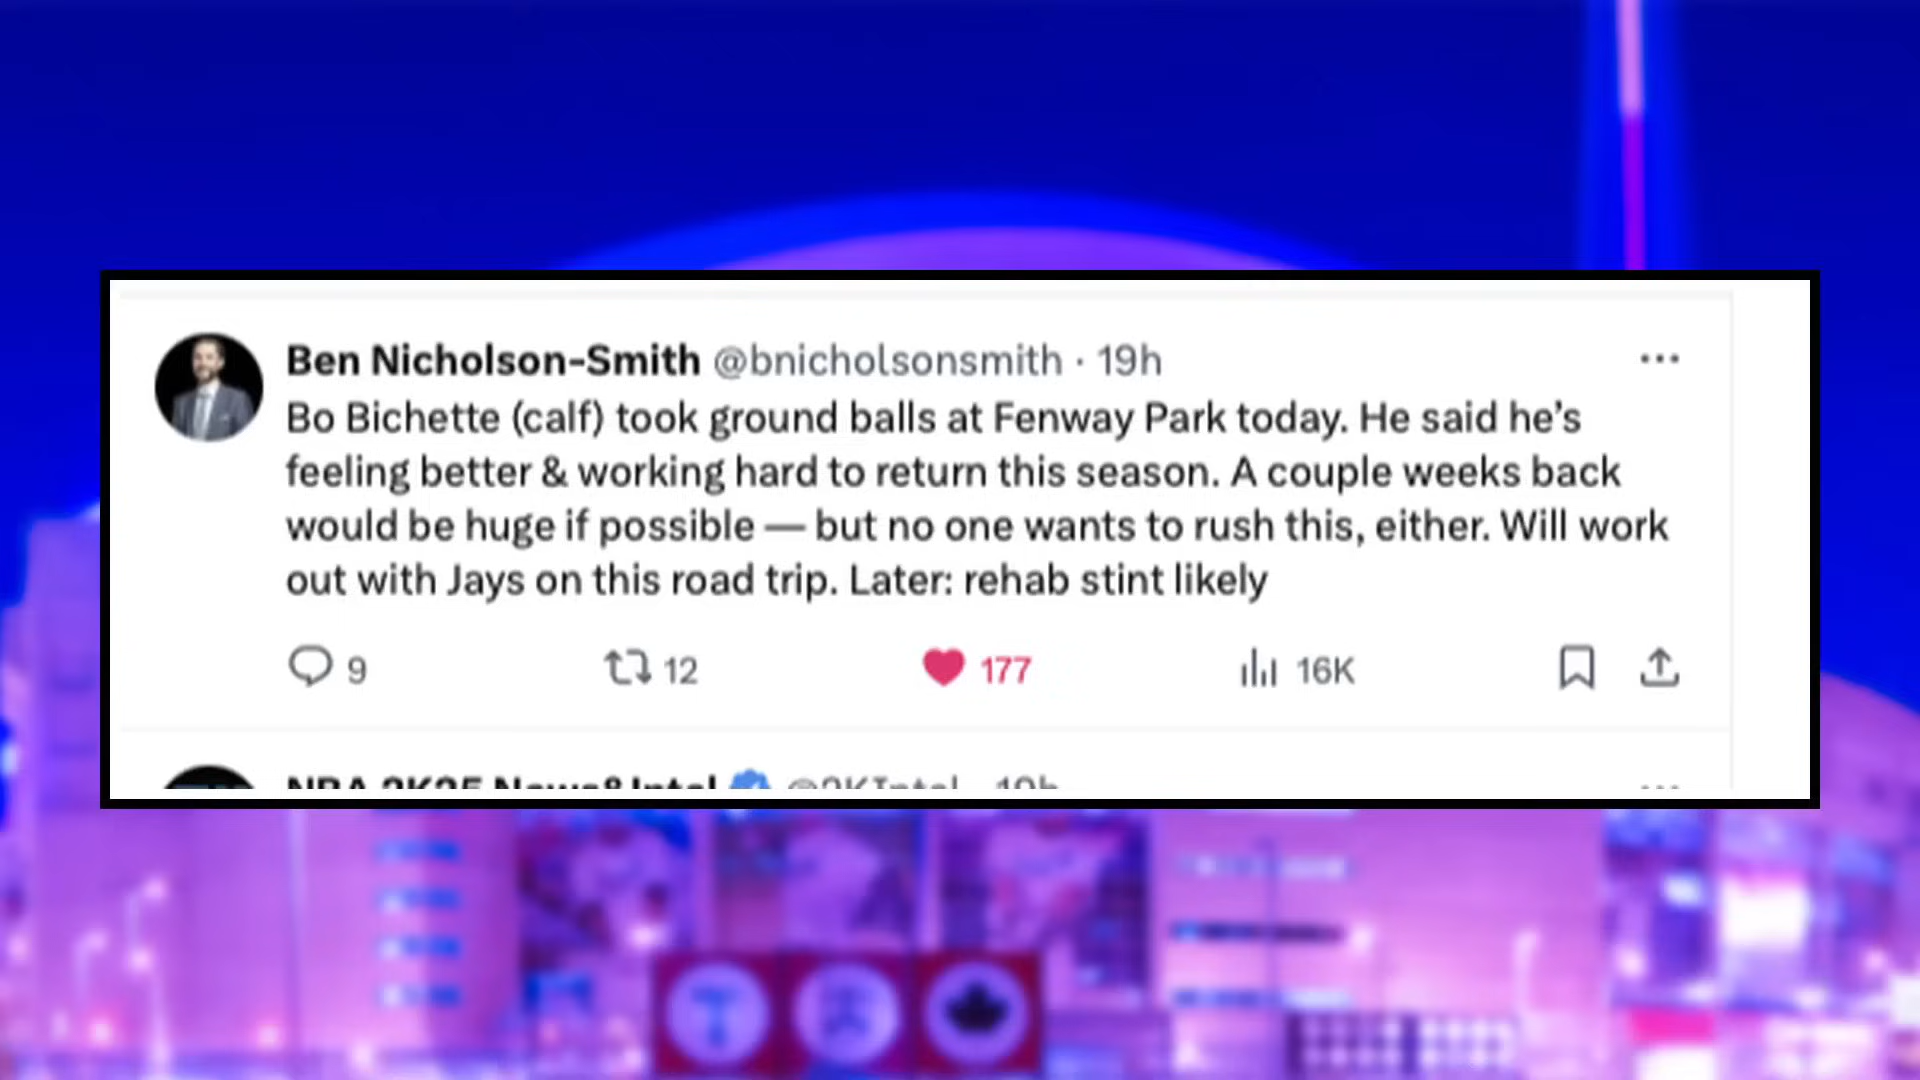 Ben Nicholson-Smith @bnicholsonsmith · 19h
Bo Bichette (calf) took ground balls at Fenway Park today. He said he's
feeling better & working hard to return this season. A couple weeks back
would be huge if possible — but no one wants to rush this, either. Will work
out with Jays on this road trip. Later: rehab stint likely
9 12 177 16K
NBA 2K25 News&Intel @2KIntel · 19h